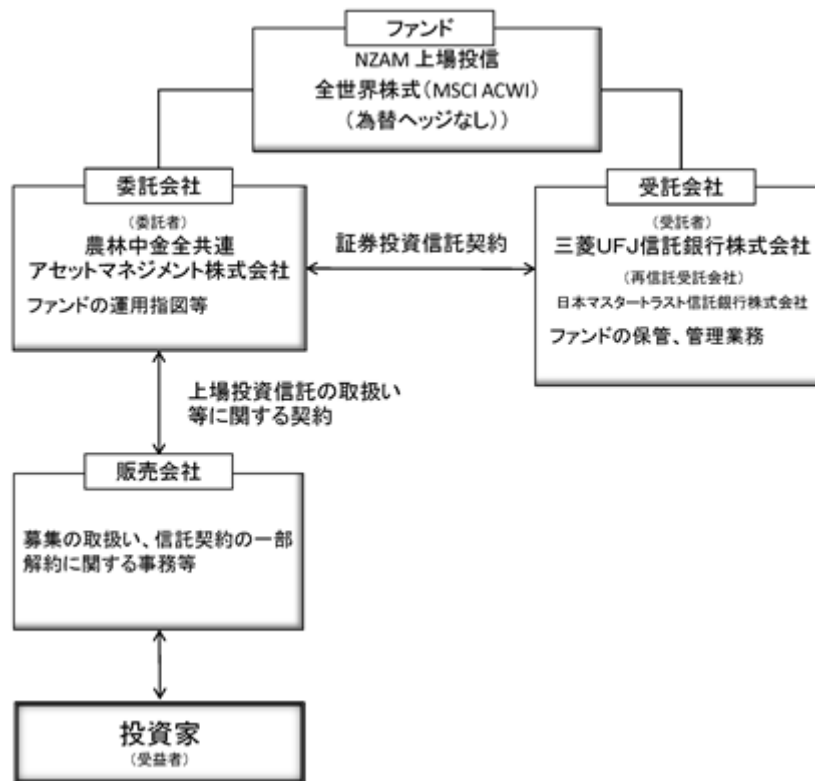 ファンド
NZAM 上場投信
全世界株式（MSCI ACWI）
（為替ヘッジなし））
委託会社
（委託者）
農林中金全共連
アセットマネジメント株式会社
ファンドの運用指図等
証券投資信託契約
受託会社
（受託者）
三菱UFJ信託銀行株式会社
（再信託受託会社）
日本マスタートラスト信託銀行株式会社
ファンドの保管、管理業務
上場投資信託の取扱い
等に関する契約
販売会社
募集の取扱い、信託契約の一部
解約に関する事務等
投資家
（受益者）